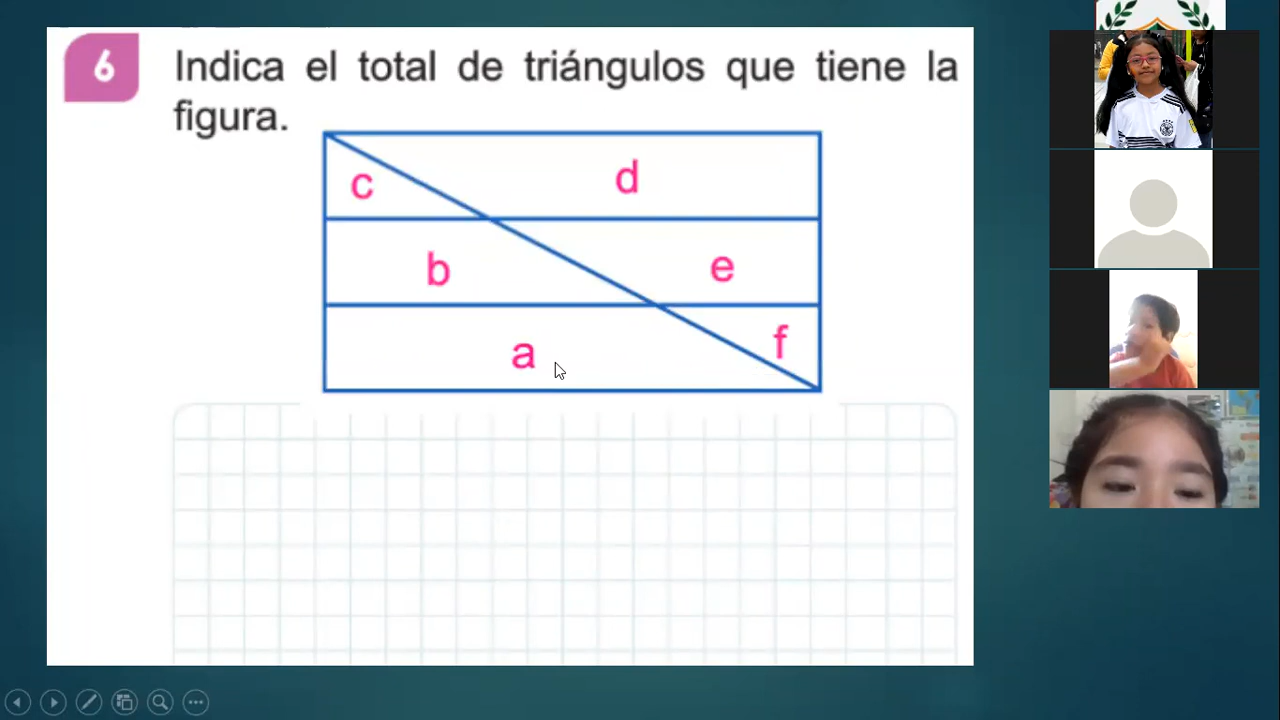 6
Indica el total de triángulos que tiene la
figura.
c
d
b
e
a
f